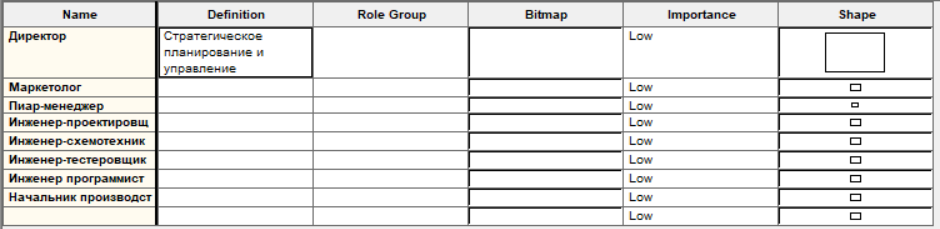 Name Definition Role Group Bitmap Importance Shape
Директор Стратегическое Low
планирование и
управление
Маркетолог Low
Пиар-менеджер Low
Инженер-проектировщ Low
Инженер-схемотехник Low
Инженер-тестеровщик Low
Инженер программист Low
Начальник производст Low
Low